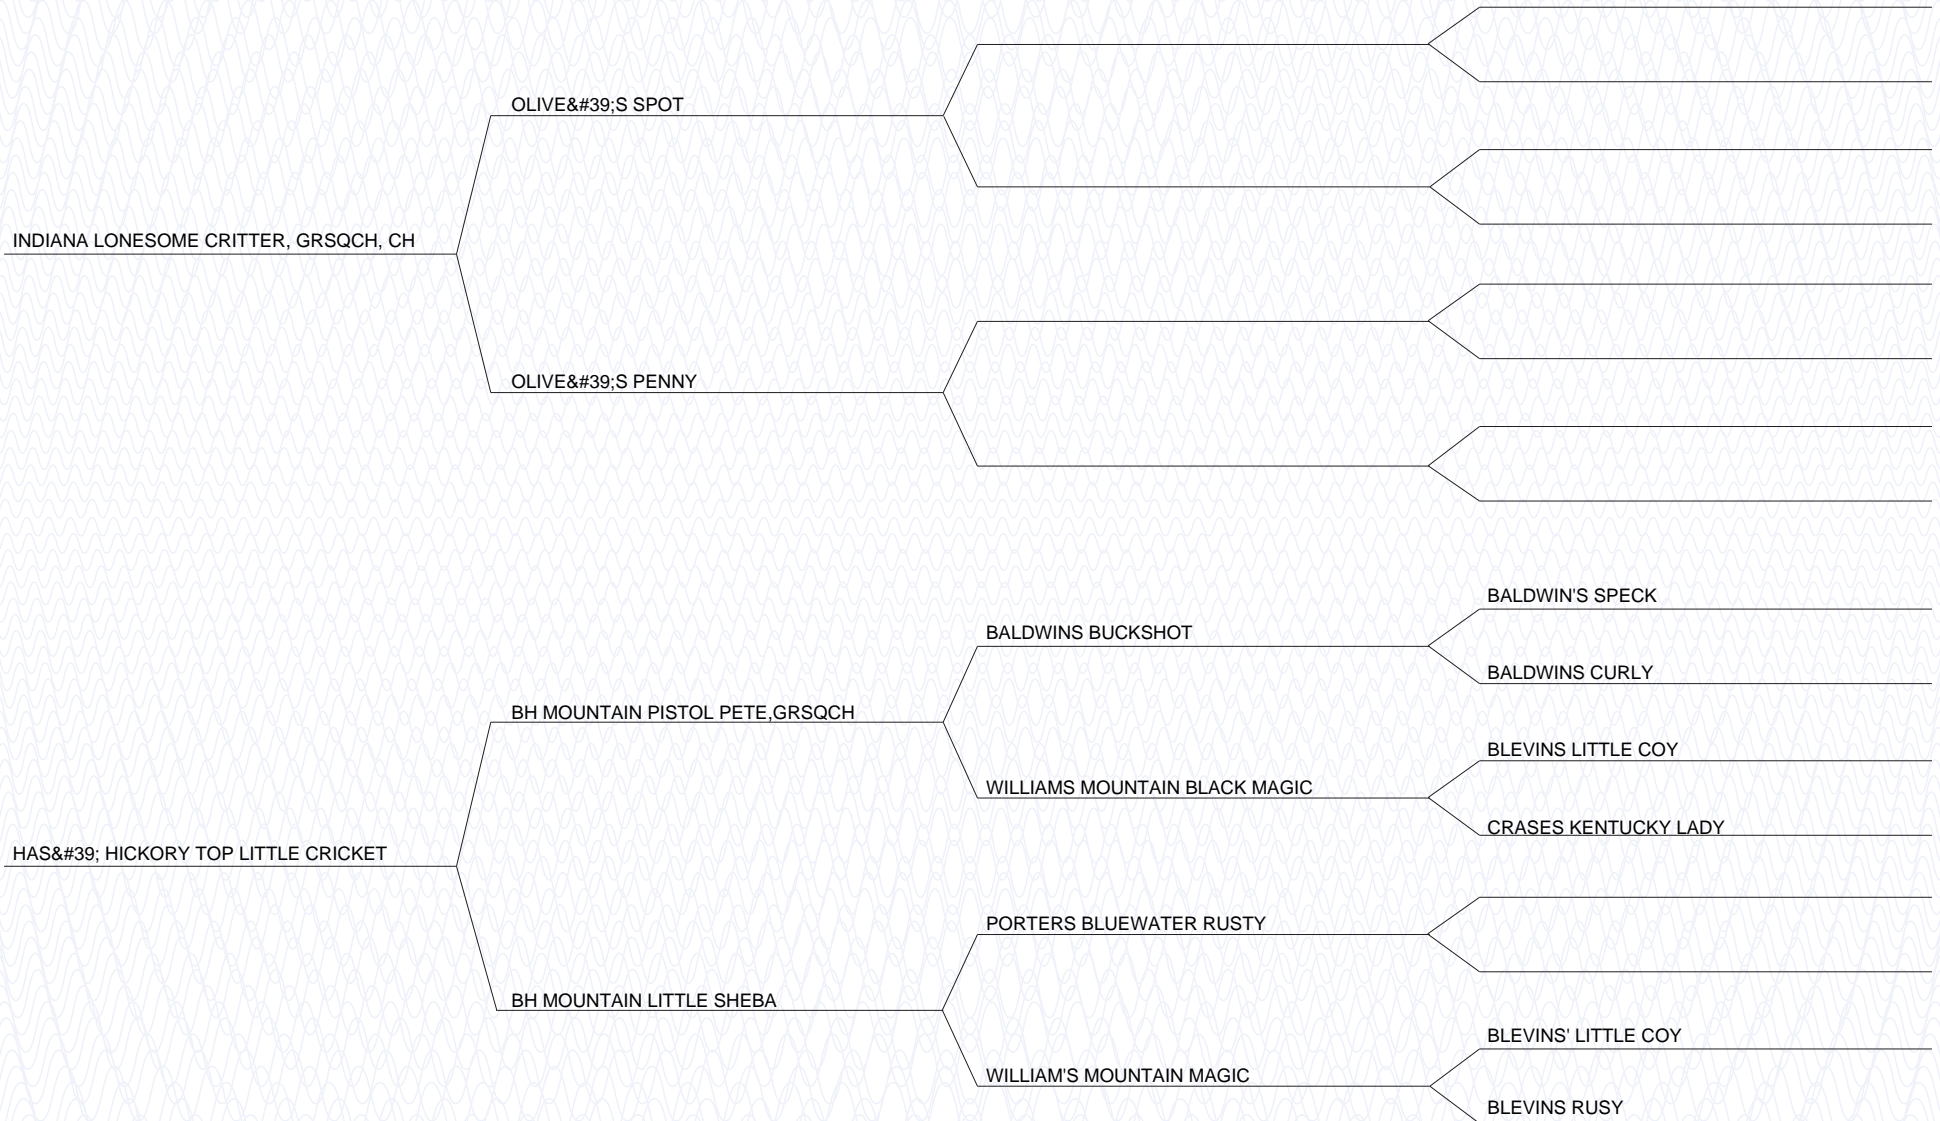 OLIVE&#39;S SPOT
INDIANA LONESOME CRITTER, GRSQCH, CH
OLIVE&#39;S PENNY
BALDWIN'S SPECK
BALDWINS BUCKSHOT
BALDWINS CURLY
BH MOUNTAIN PISTOL PETE,GRSQCH
BLEVINS LITTLE COY
WILLIAMS MOUNTAIN BLACK MAGIC
CRASES KENTUCKY LADY
HAS&#39; HICKORY TOP LITTLE CRICKET
PORTERS BLUEWATER RUSTY
BH MOUNTAIN LITTLE SHEBA
BLEVINS' LITTLE COY
WILLIAM'S MOUNTAIN MAGIC
BLEVINS RUSY